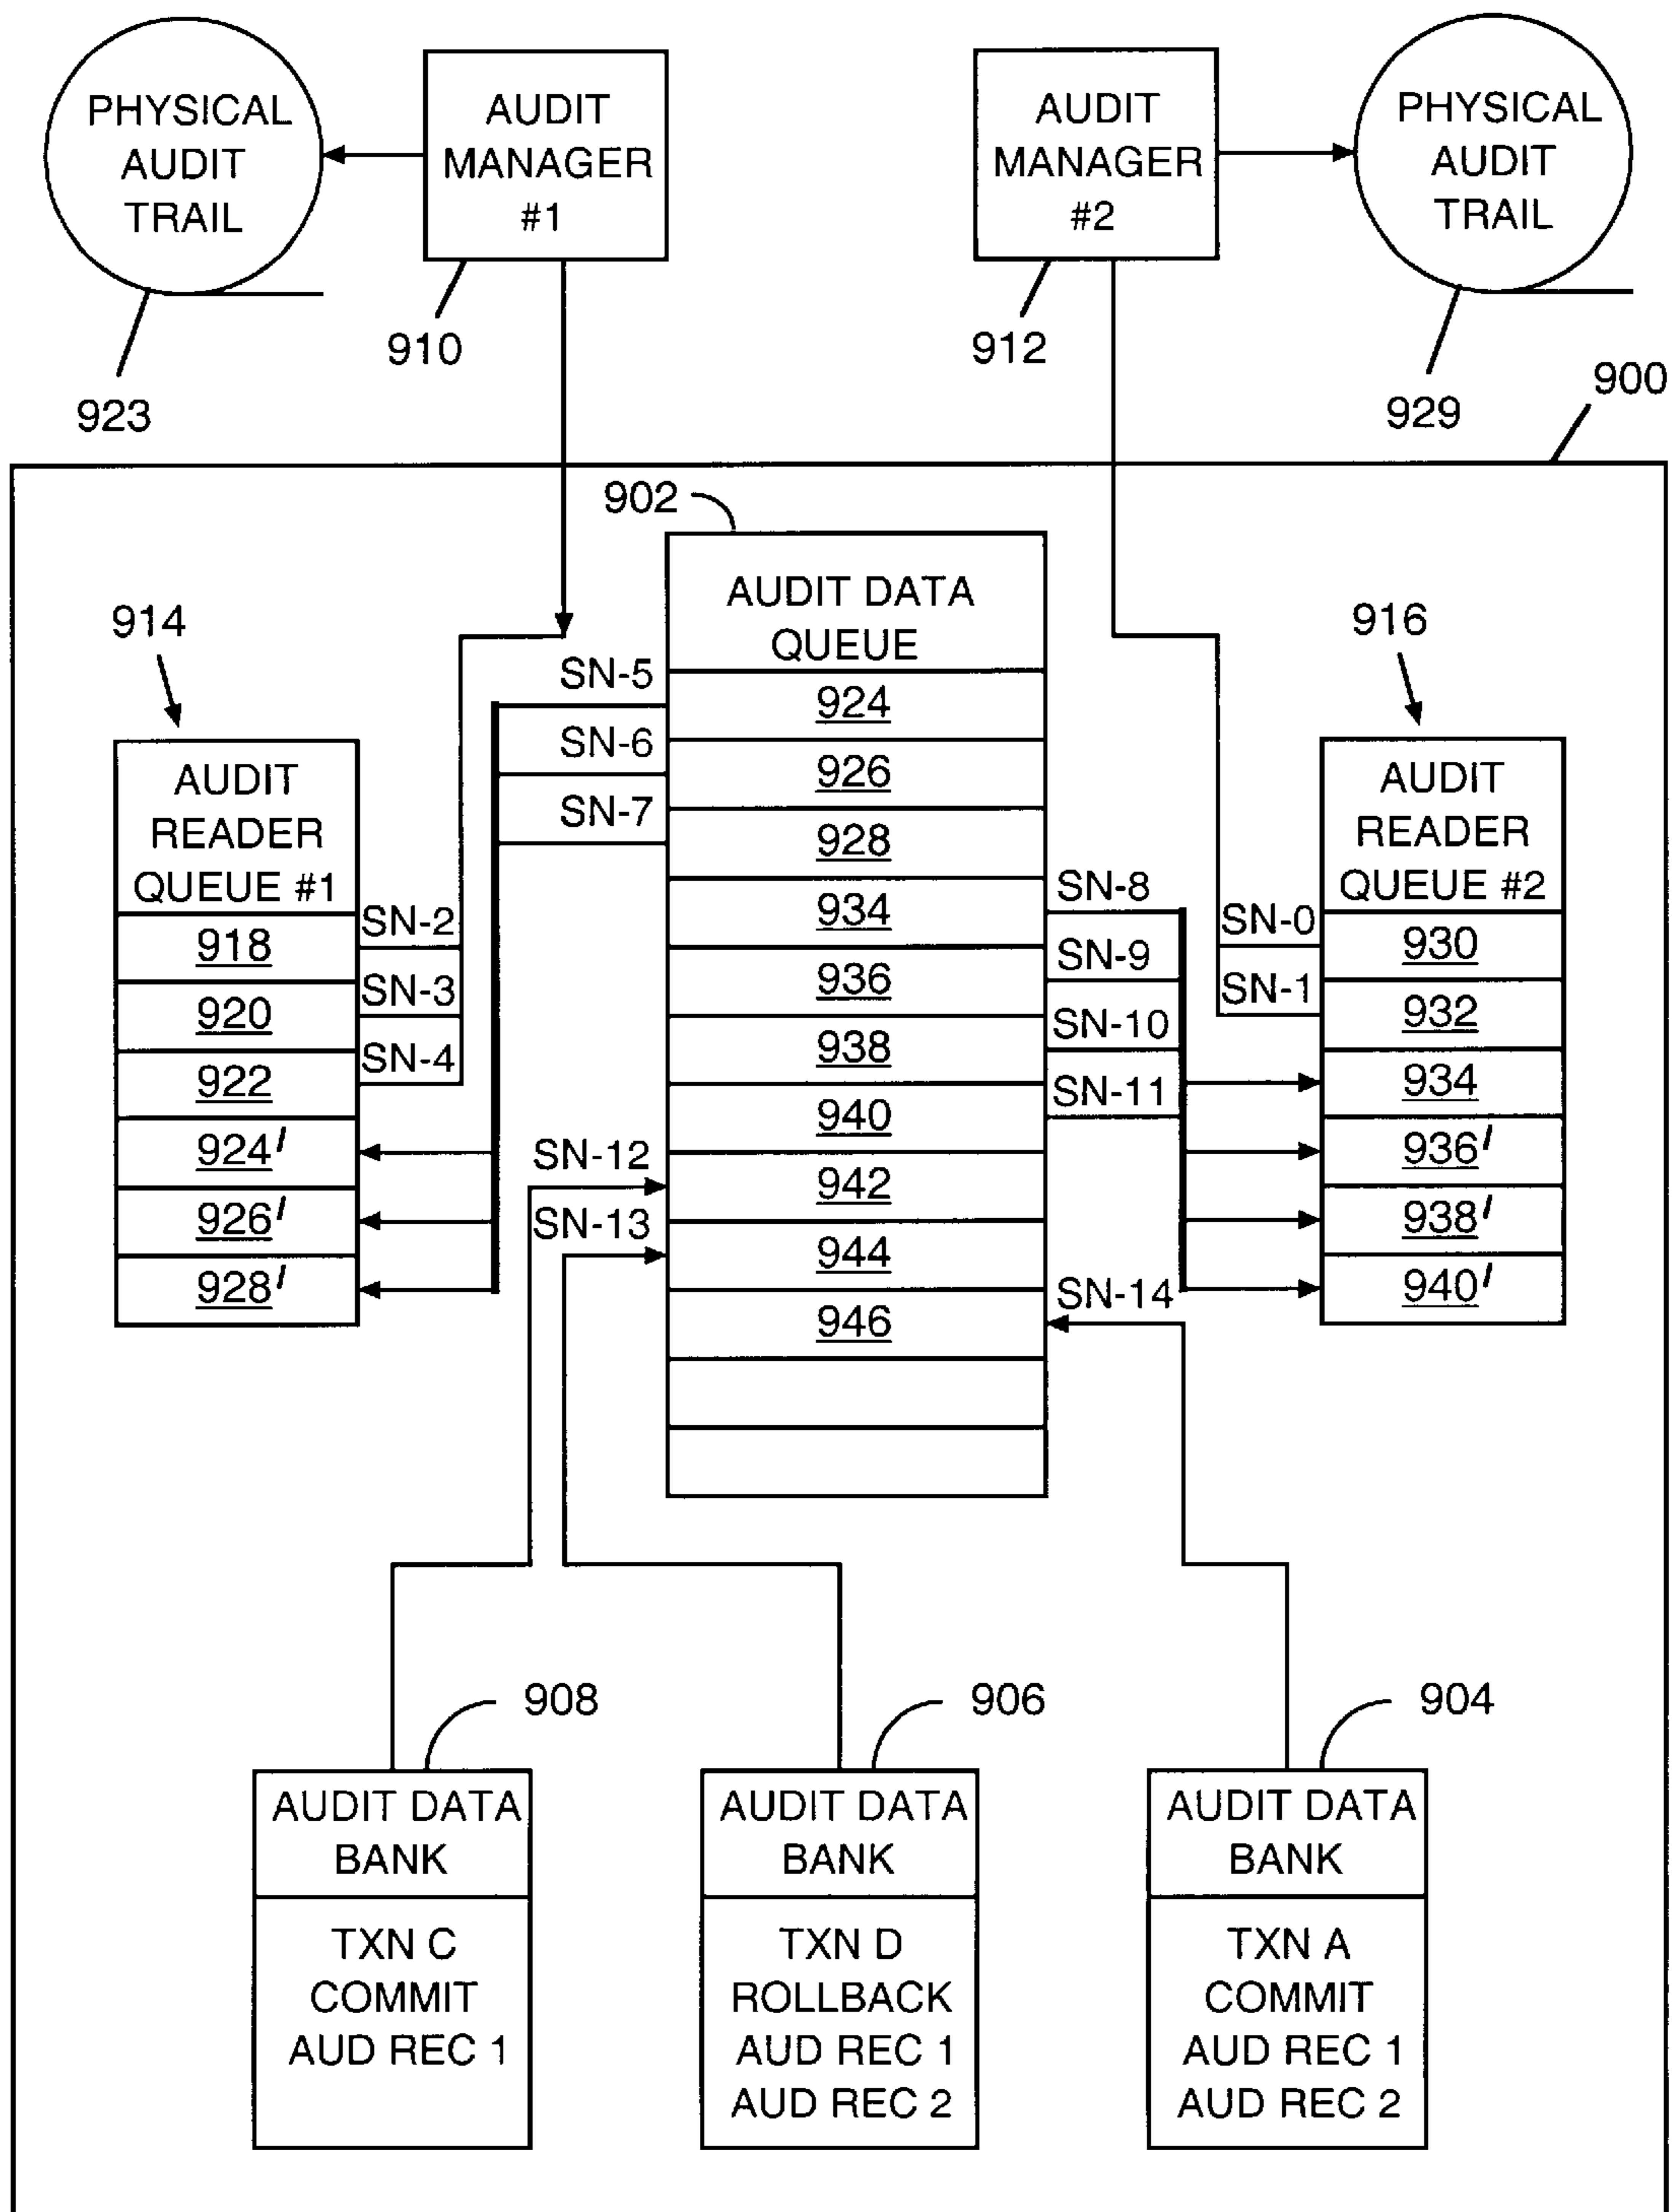 PHYSICAL
AUDIT
TRAIL
AUDIT
MANAGER
#1
AUDIT
MANAGER
#2
PHYSICAL
AUDIT
TRAIL
923
910
912
929
900
902
914
916
AUDIT DATA
QUEUE
924
926
928
934
936
938
940
942
944
946
SN-5
SN-6
SN-7
SN-12
SN-13
SN-8
SN-9
SN-10
SN-11
SN-14
AUDIT
READER
QUEUE #1
918
920
922
924'
926'
928'
SN-2
SN-3
SN-4
AUDIT
READER
QUEUE #2
930
932
934
936'
938'
940'
SN-0
SN-1
908
906
904
AUDIT DATA
BANK
TXN C
COMMIT
AUD REC 1
AUDIT DATA
BANK
TXN D
ROLLBACK
AUD REC 1
AUD REC 2
AUDIT DATA
BANK
TXN A
COMMIT
AUD REC 1
AUD REC 2